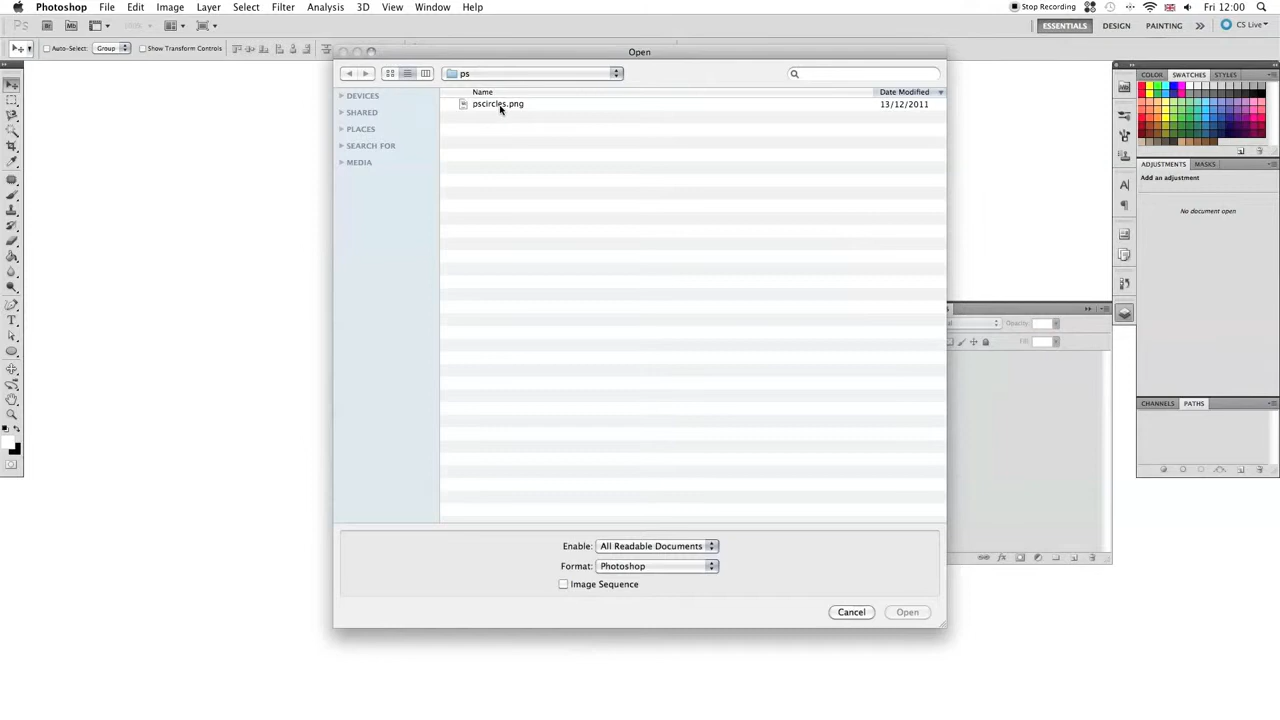 Photoshop File Edit Image Layer Select Filter Analysis 3D View Window Help Stop Recording Fri 12:00
Ps Br Mb ESSENTIALS DESIGN PAINTING >> CS Live
Auto-Select: Group Show Transform Controls
Open
ps
Name Date Modified
pscircles.png 13/12/2011
DEVICES
SHARED
PLACES
SEARCH FOR
MEDIA
COLOR SWATCHES STYLES
ADJUSTMENTS MASKS
Add an adjustment
No document open
Opacity:
Fill:
CHANNELS PATHS
Enable: All Readable Documents
Format: Photoshop
Image Sequence
Cancel Open